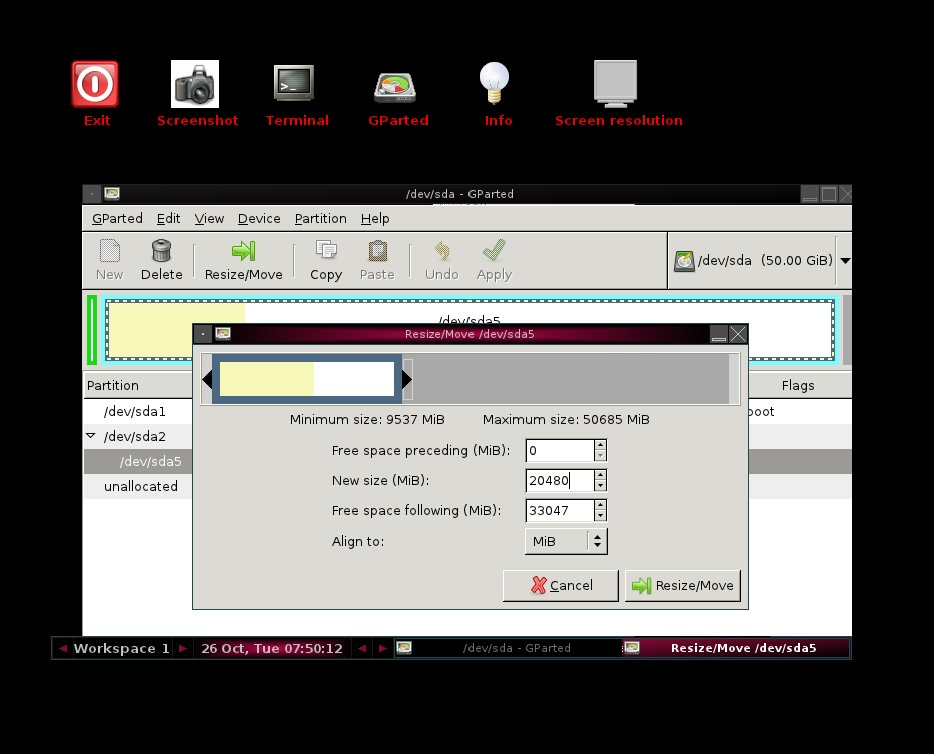 Exit Screenshot Terminal GParted Info Screen resolution
/dev/sda - GParted
GParted Edit View Device Partition Help
New Delete Resize/Move Copy Paste Undo Apply /dev/sda (50.00 GiB)
/dev/sda5
Resize/Move /dev/sda5
Partition Flags
Minimum size: 9537 MiB Maximum size: 50685 MiB
/dev/sda1 boot
/dev/sda2
/dev/sda5
unallocated
Free space preceding (MiB): 0
New size (MiB): 20480
Free space following (MiB): 33047
Align to: MiB
Cancel Resize/Move
Workspace 1 26 Oct, Tue 07:50:12 /dev/sda - GParted Resize/Move /dev/sda5